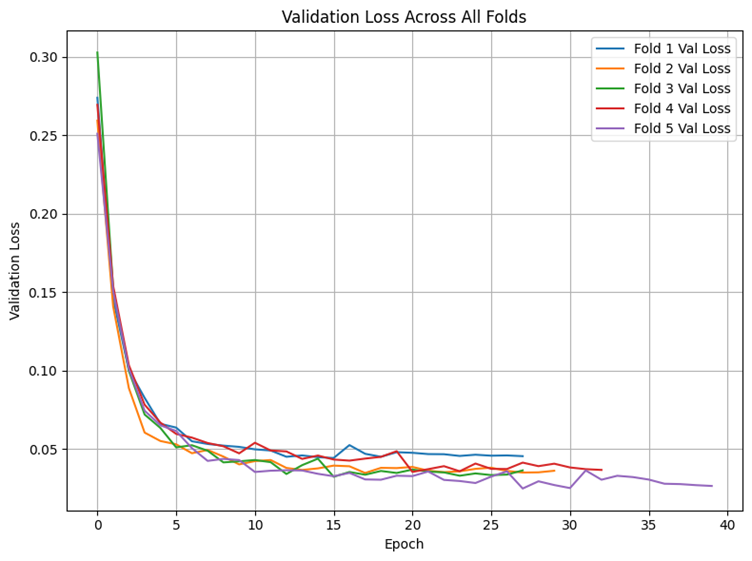 Validation Loss Across All Folds
Fold 1 Val Loss
Fold 2 Val Loss
Fold 3 Val Loss
Fold 4 Val Loss
Fold 5 Val Loss
Validation Loss
0.30
0.25
0.20
0.15
0.10
0.05
0 5 10 15 20 25 30 35 40
Epoch